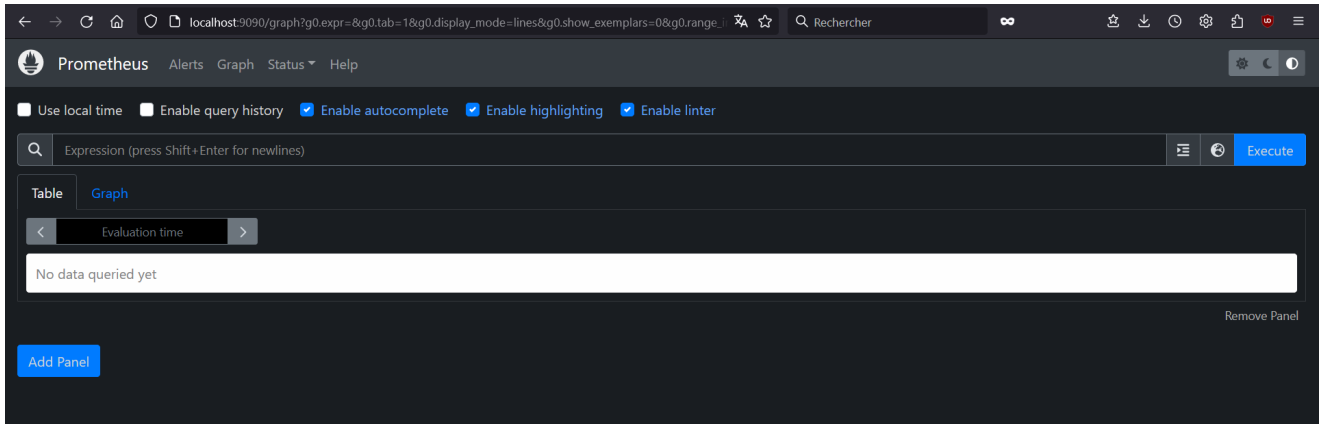 localhost:9090/graph?g0.expr=&g0.tab=1&g0.display_mode=lines&g0.show_exemplars=0&g0.range_i
Rechercher
Prometheus Alerts Graph Status Help
Use local time Enable query history Enable autocomplete Enable highlighting Enable linter
Expression (press Shift+Enter for newlines) Execute
Table Graph
Evaluation time
No data queried yet
Remove Panel
Add Panel